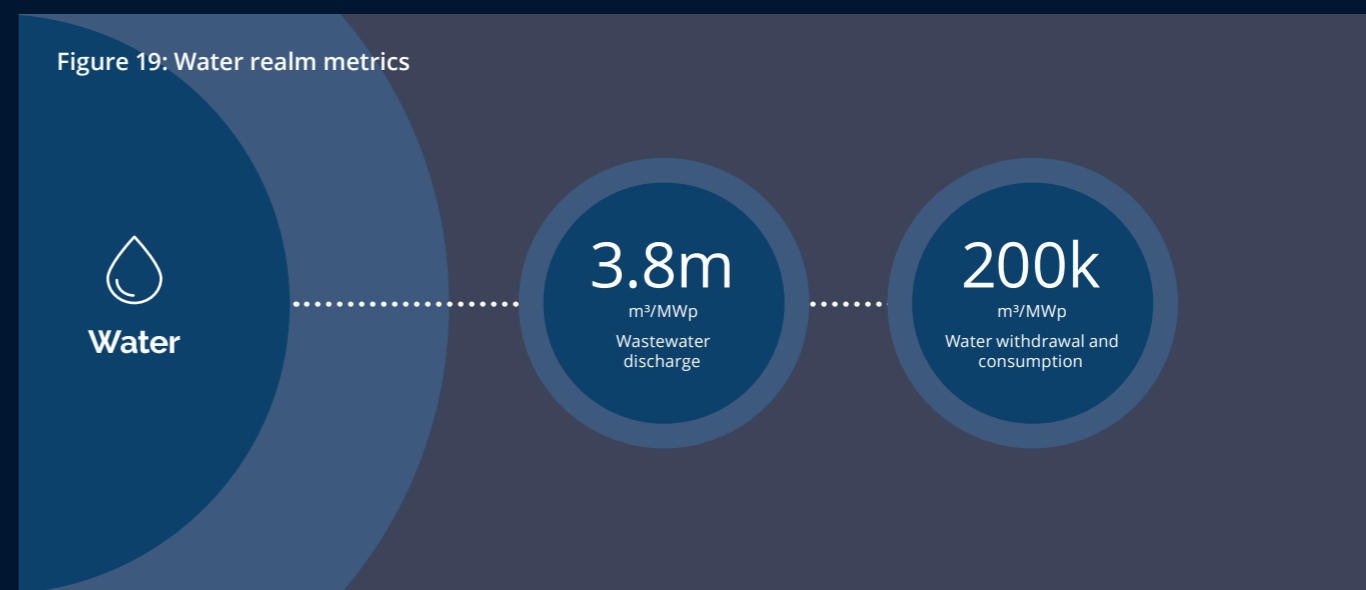 Figure 19: Water realm metrics
Water
3.8m
m³/MWp
Wastewater
discharge
200k
m³/MWp
Water withdrawal and
consumption